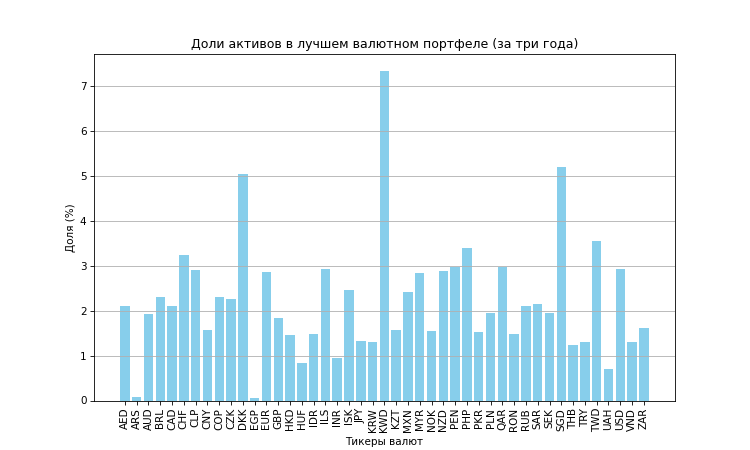 Доли активов в лучшем валютном портфеле (за три года)
Доля (%)
7
6
5
4
3
2
1
0
AED ARS AUD BRL CAD CHF CLP CNY COP CZK DKK EGP EUR GBP HKD HUF IDR ILS INR ISK JPY KRW KWD KZT MXN MYR NOK NZD PEN PHP PKR PLN QAR RON RUB SAR SEK SGD THB TRY TWD UAH USD VND ZAR
Тикеры валют